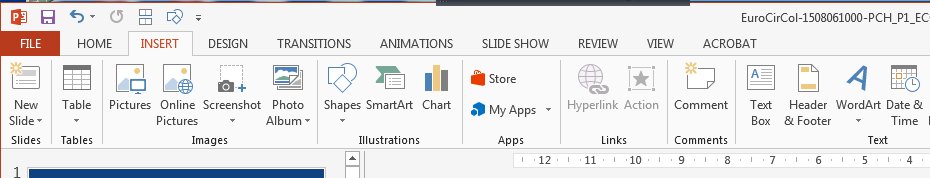 EuroCirCol-1508061000-PCH_P1_EC
FILE HOME INSERT DESIGN TRANSITIONS ANIMATIONS SLIDE SHOW REVIEW VIEW ACROBAT
New Slide
Table
Pictures
Online Pictures
Screenshot
Photo Album
Shapes
SmartArt
Chart
Store
My Apps
Hyperlink
Action
Comment
Text Box
Header & Footer
WordArt
Date & Time
Slides Tables Images Illustrations Apps Links Comments Text
1
12 11 10 9 8 7 6 5 4